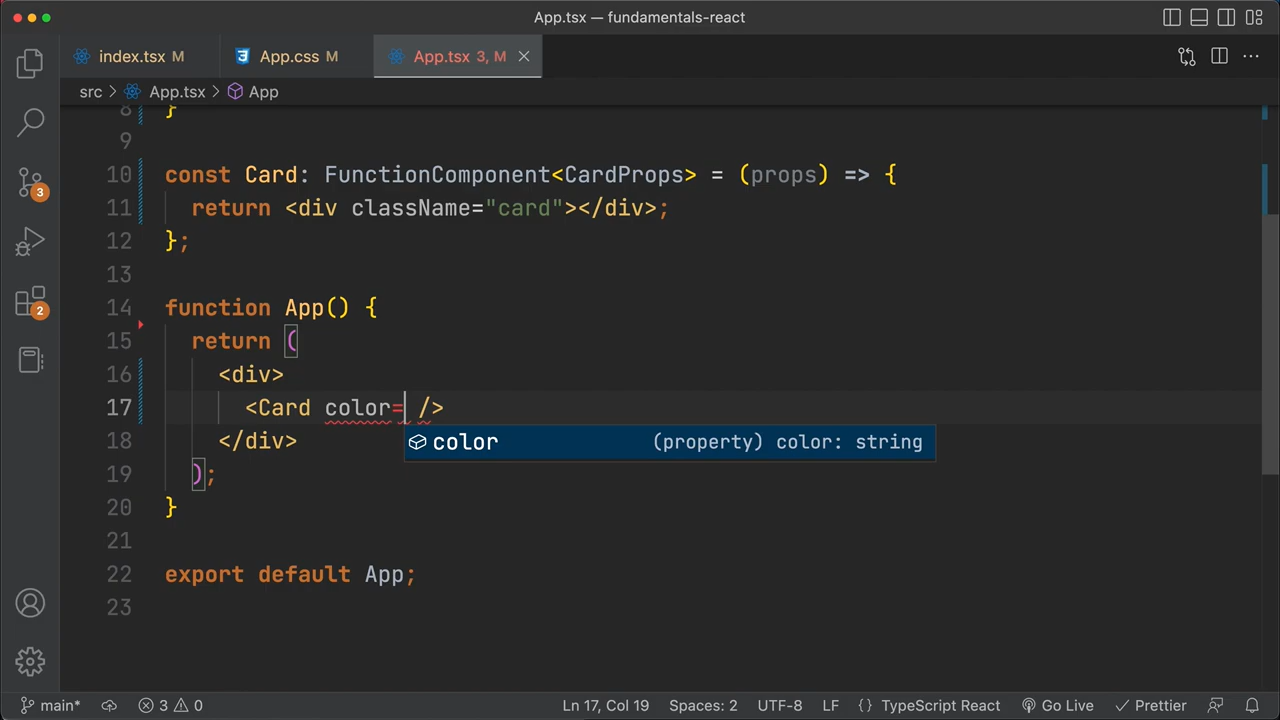 App.tsx — fundamentals-react
index.tsx M
App.css M
App.tsx 3, M
src > App.tsx > App
8 }
9
10 const Card: FunctionComponent<CardProps> = (props) => {
11 return <div className="card"></div>;
12 };
13
14 function App() {
15 return (
16 <div>
17 <Card color= />
color (property) color: string
18 </div>
19 );
20 }
21
22 export default App;
23
3
2
main* 3 0 Ln 17, Col 19 Spaces: 2 UTF-8 LF {} TypeScript React Go Live Prettier